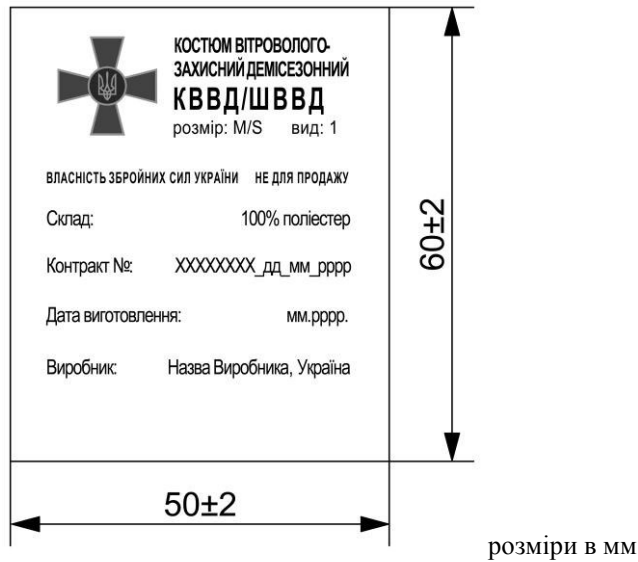 КОСТЮМ ВІТРОВОЛОГО-
ЗАХИСНИЙ ДЕМІСЕЗОННИЙ
КВВД/ШВВД
розмір: M/S вид: 1
ВЛАСНІСТЬ ЗБРОЙНИХ СИЛ УКРАЇНИ НЕ ДЛЯ ПРОДАЖУ
Склад: 100% поліестер
Контракт №: XXXXXXXX_дд_мм_рррр
Дата виготовлення: мм.рррр.
Виробник: Назва Виробника, Україна
60±2
50±2
розміри в мм